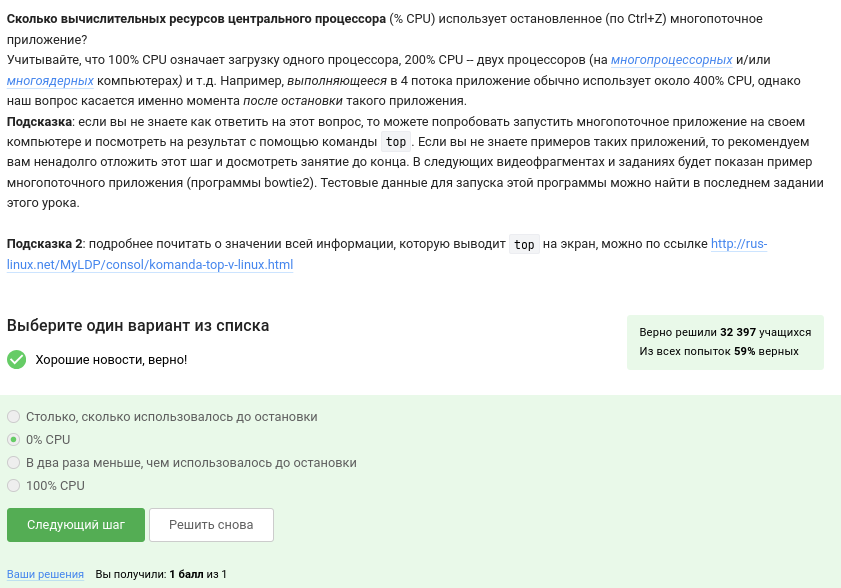 Сколько вычислительных ресурсов центрального процессора (% CPU) использует остановленное (по Ctrl+Z) многопоточное
приложение?
Учитывайте, что 100% CPU означает загрузку одного процессора, 200% CPU – двух процессоров (на многопроцессорных и/или
многоядерных компьютерах) и т.д. Например, выполняющееся в 4 потока приложение обычно использует около 400% CPU, однако
наш вопрос касается именно момента после остановки такого приложения.
Подсказка: если вы не знаете как ответить на этот вопрос, то можете попробовать запустить многопоточное приложение на своем
компьютере и посмотреть на результат с помощью команды top . Если вы не знаете примеров таких приложений, то рекомендуем
вам ненадолго отложить этот шаг и досмотреть занятие до конца. В следующих видеофрагментах и заданиях будет показан пример
многопоточного приложения (программы bowtie2). Тестовые данные для запуска этой программы можно найти в последнем задании
этого урока.
Подсказка 2: подробнее почитать о значении всей информации, которую выводит top на экран, можно по ссылке http://rus-
linux.net/MyLDP/consol/komanda-top-v-linux.html
Выберите один вариант из списка
Хорошие новости, верно!
Верно решили 32 397 учащихся
Из всех попыток 59% верных
Столько, сколько использовалось до остановки
0% CPU
В два раза меньше, чем использовалось до остановки
100% CPU
Следующий шаг Решить снова
Ваши решения Вы получили: 1 балл из 1